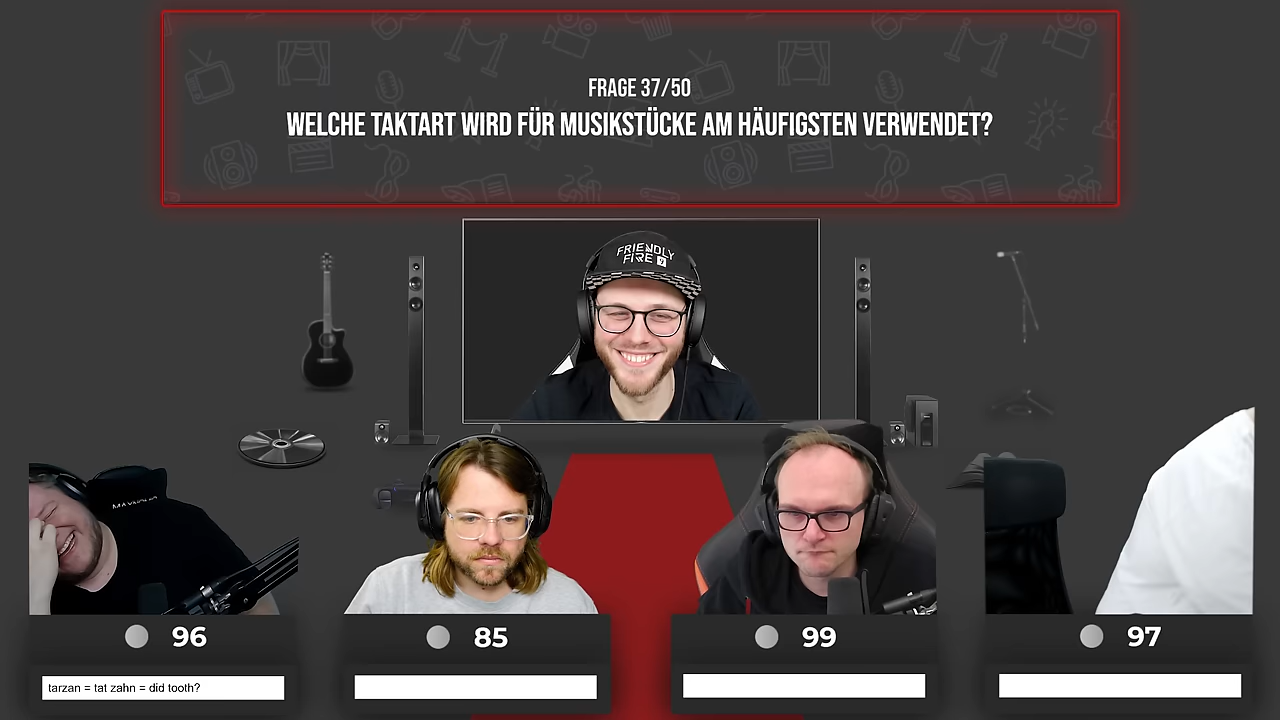 FRAGE 37/50
WELCHE TAKTART WIRD FÜR MUSIKSTÜCKE AM HÄUFIGSTEN VERWENDET?
FRIENDLY
FIRE 9
96
85
99
97
tarzan = tat zahn = did tooth?